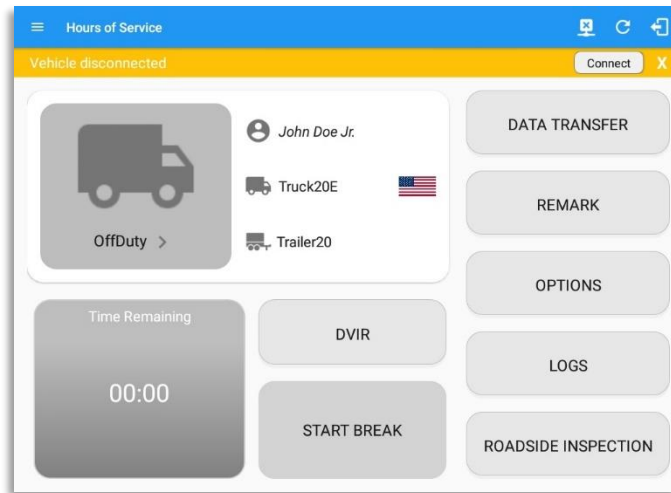 Hours of Service
Vehicle disconnected
Connect
X
John Doe Jr.
Truck20E
Trailer20
OffDuty >
Time Remaining
00:00
DVIR
START BREAK
DATA TRANSFER
REMARK
OPTIONS
LOGS
ROADSIDE INSPECTION